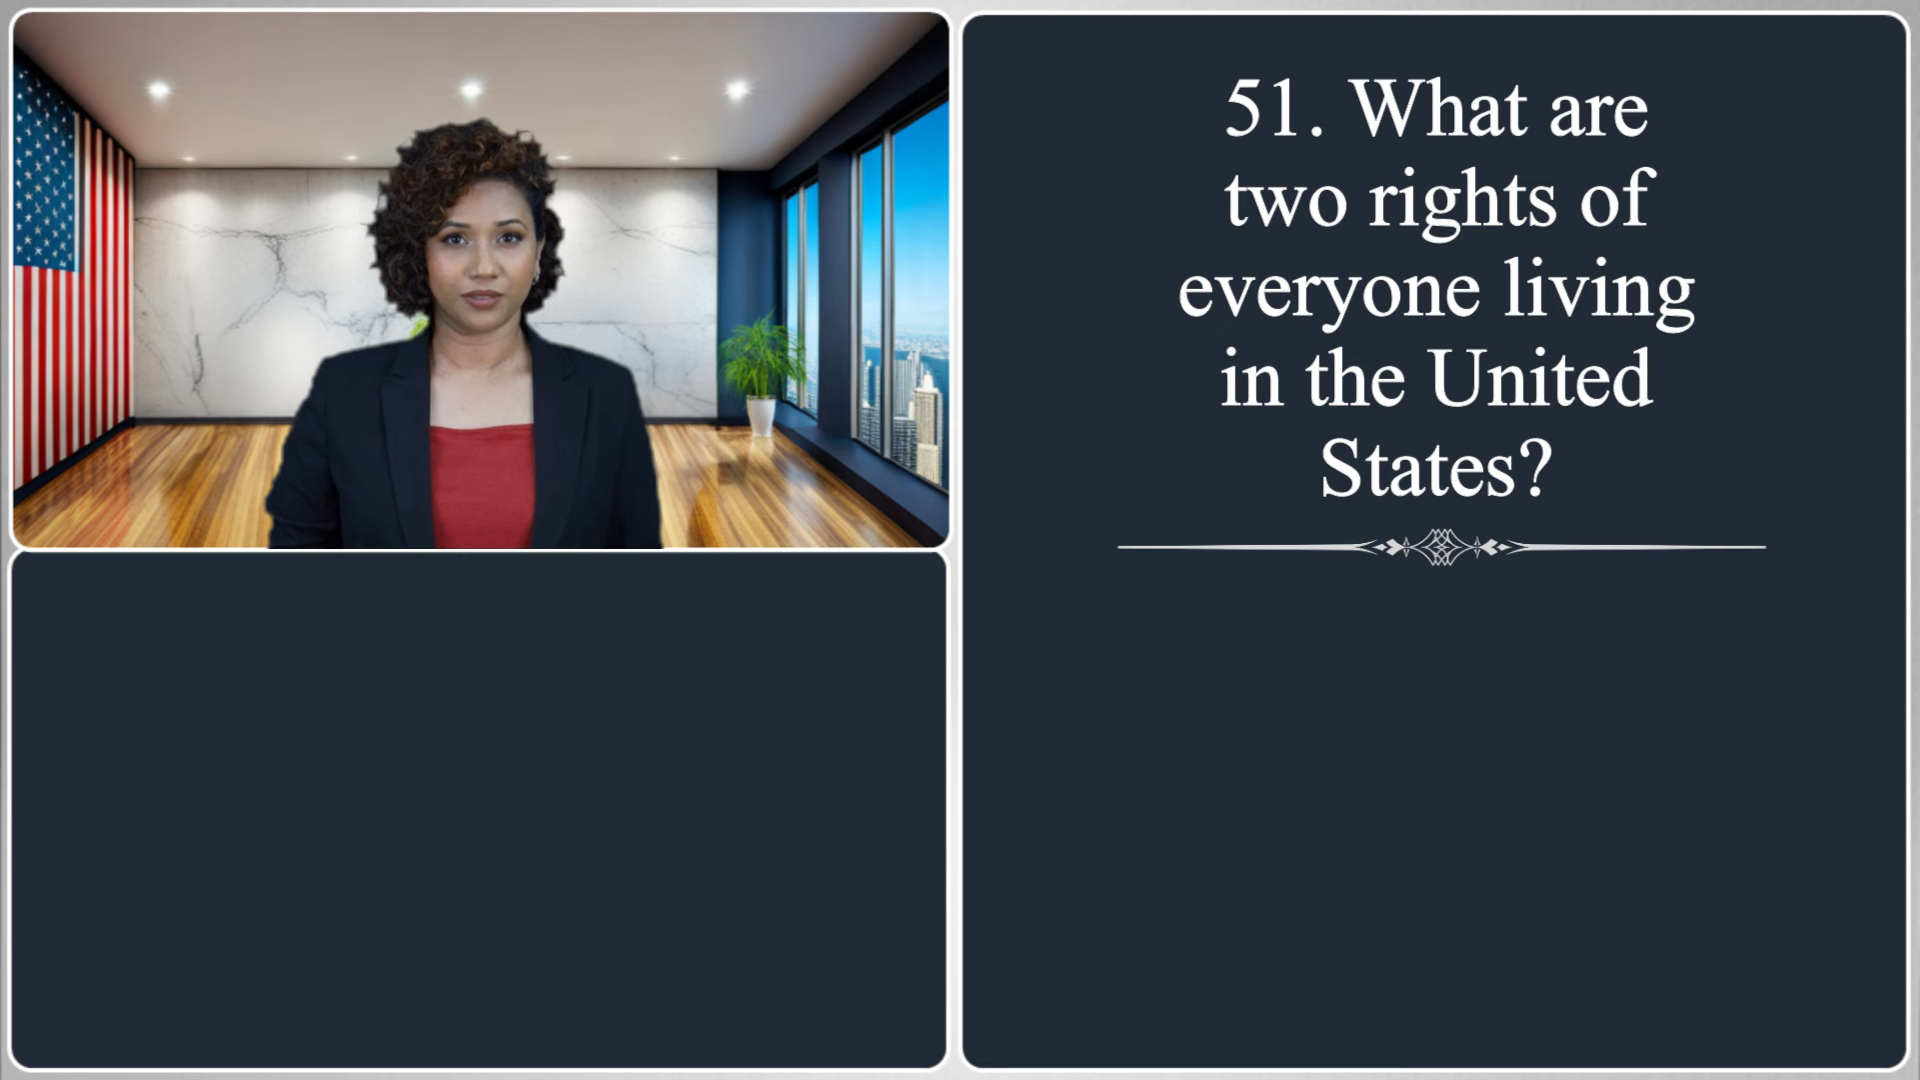 51. What are
two rights of
everyone living
in the United
States?